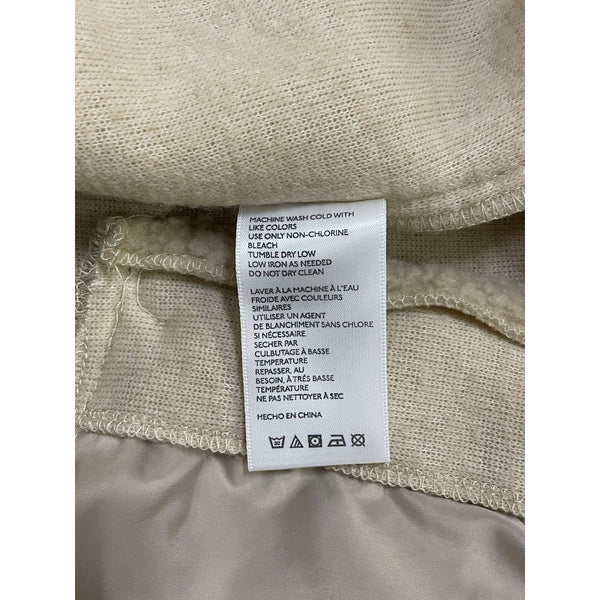 MACHINE WASH COLD WITH
LIKE COLORS
USE ONLY NON-CHLORINE
BLEACH
TUMBLE DRY LOW
LOW IRON AS NEEDED
DO NOT DRY CLEAN
LAVER À LA MACHINE À L'EAU
FROIDE AVEC COULEURS
SIMILAIRES
UTILISER UN AGENT
DE BLANCHIMENT SANS CHLORE
SI NÉCESSAIRE
SECHER PAR
CULBUTAGE À BASSE
TEMPERATURE
REPASSER, AU
BESOIN, À TRÉS BASSE
TEMPÉRATURE
NE PAS NETTOYER À SEC
HECHO EN CHINA